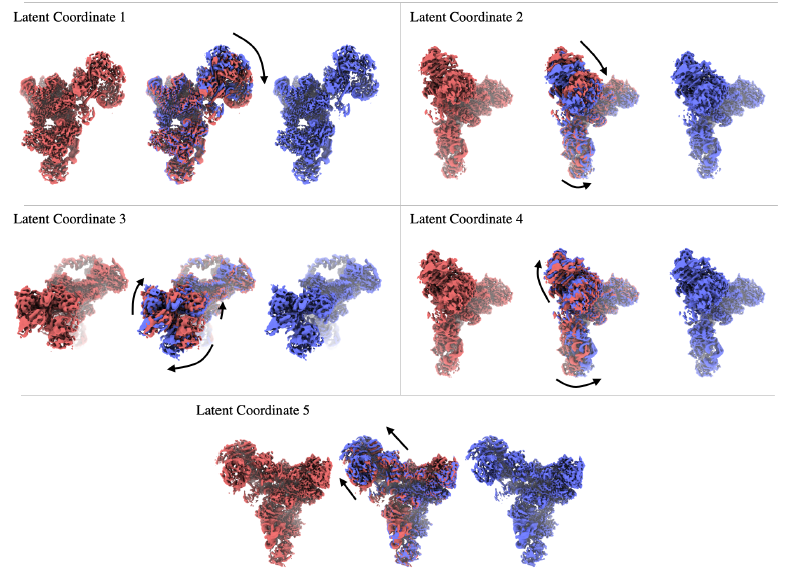 Latent Coordinate 1
Latent Coordinate 2
Latent Coordinate 3
Latent Coordinate 4
Latent Coordinate 5